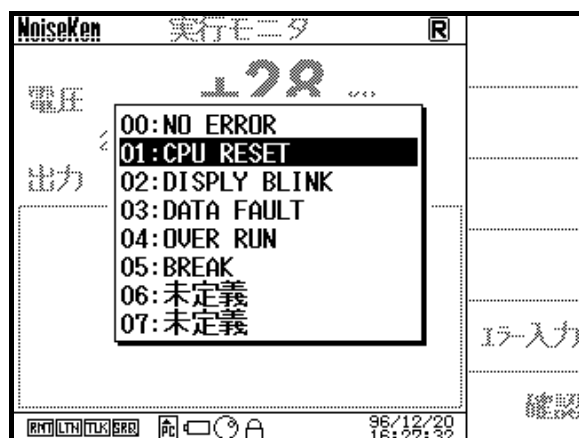 NoiseKen 実行モニタ R
電圧
出力
00:NO ERROR
01:CPU RESET
02:DISPLY BLINK
03:DATA FAULT
04:OVER RUN
05:BREAK
06:未定義
07:未定義
エラー入力
確認
RMT LTN TLK SRQ PC
96/12/20
16:27:32